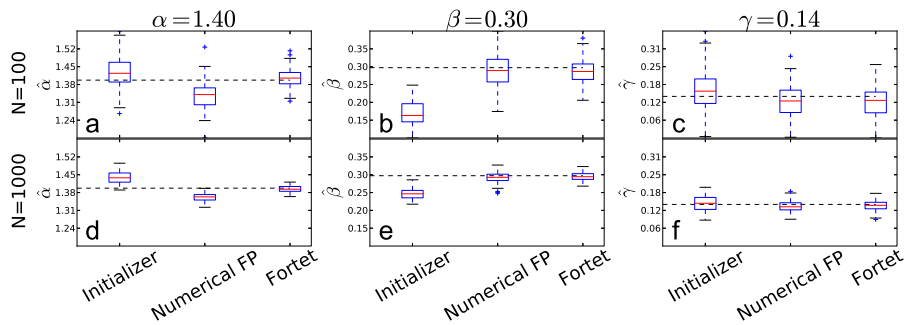 α=1.40 β=0.30 γ=0.14
N=100
α̂
1.52
1.45
1.38
1.31
1.24
a
β̂
0.30
0.25
0.20
0.15
b
γ̂
0.31
0.25
0.18
0.12
0.06
c
N=1000
α̂
1.52
1.45
1.38
1.31
1.24
d
β̂
0.30
0.25
0.20
0.15
e
γ̂
0.31
0.25
0.18
0.12
0.06
f
Initializer Numerical FP Fortet
Initializer Numerical FP Fortet
Initializer Numerical FP Fortet